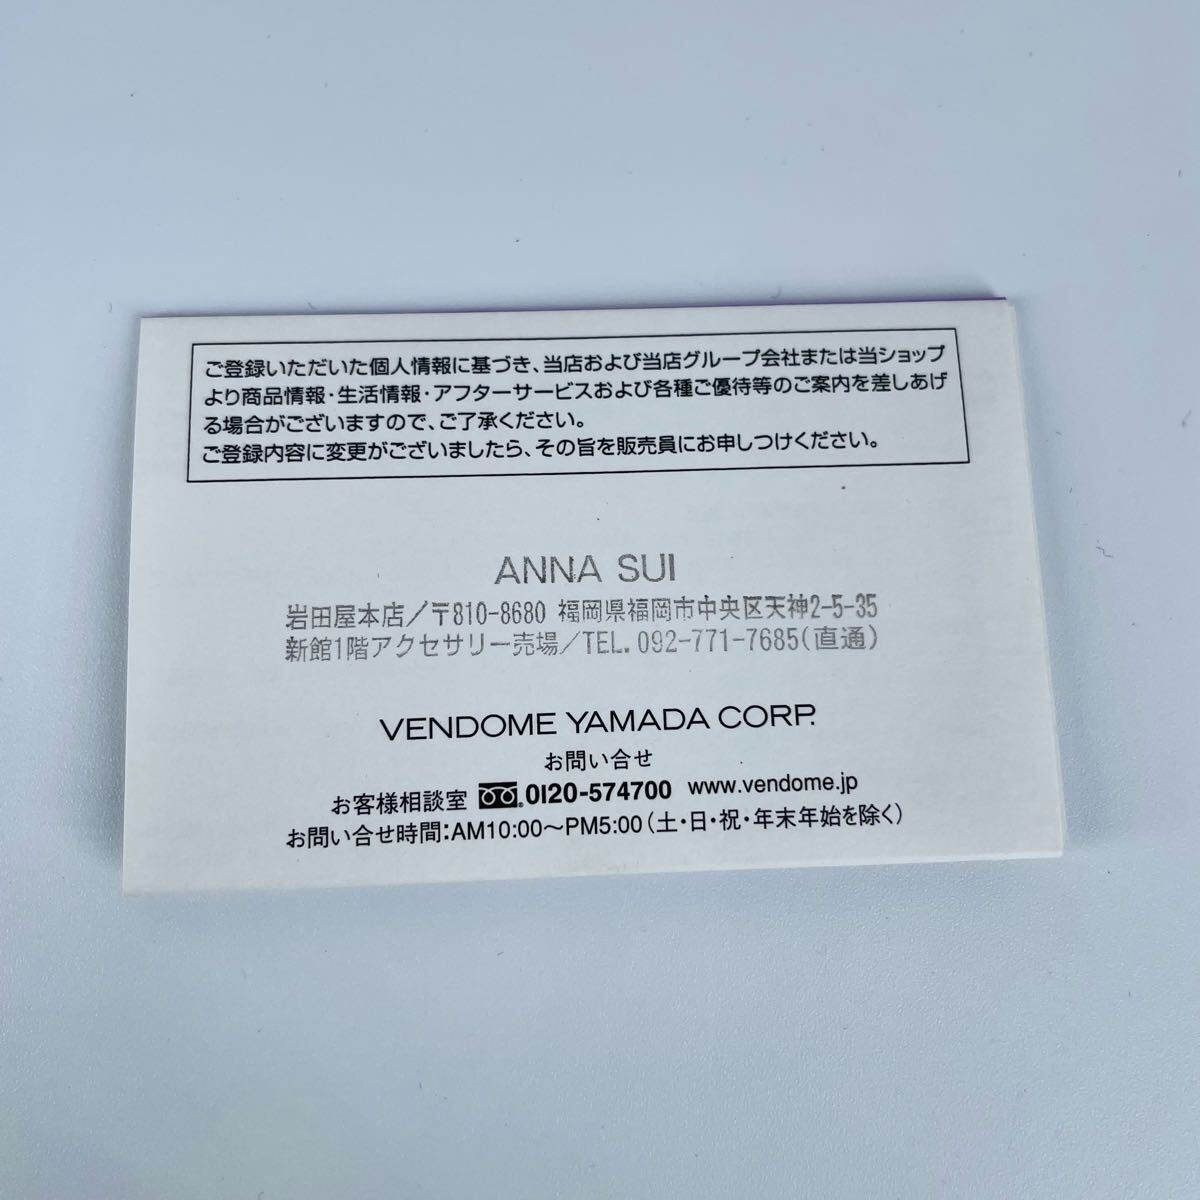 ご登録いただいた個人情報に基づき、当店および当店グループ会社または当ショップ
より商品情報・生活情報・アフターサービスおよび各種ご優待等のご案内を差しあげ
る場合がございますので、ご了承ください。
ご登録内容に変更がございましたら、その旨を販売員にお申しつけください。
ANNA SUI
岩田屋本店/〒810-8680 福岡県福岡市中央区天神2-5-35
新館1階アクセサリー売場/TEL. 092-771-7685(直通)
VENDOME YAMADA CORP.
お問い合せ
お客様相談室 0120-574700 www.vendome.jp
お問い合せ時間:AM10:00〜PM5:00(土・日・祝・年末年始を除く)